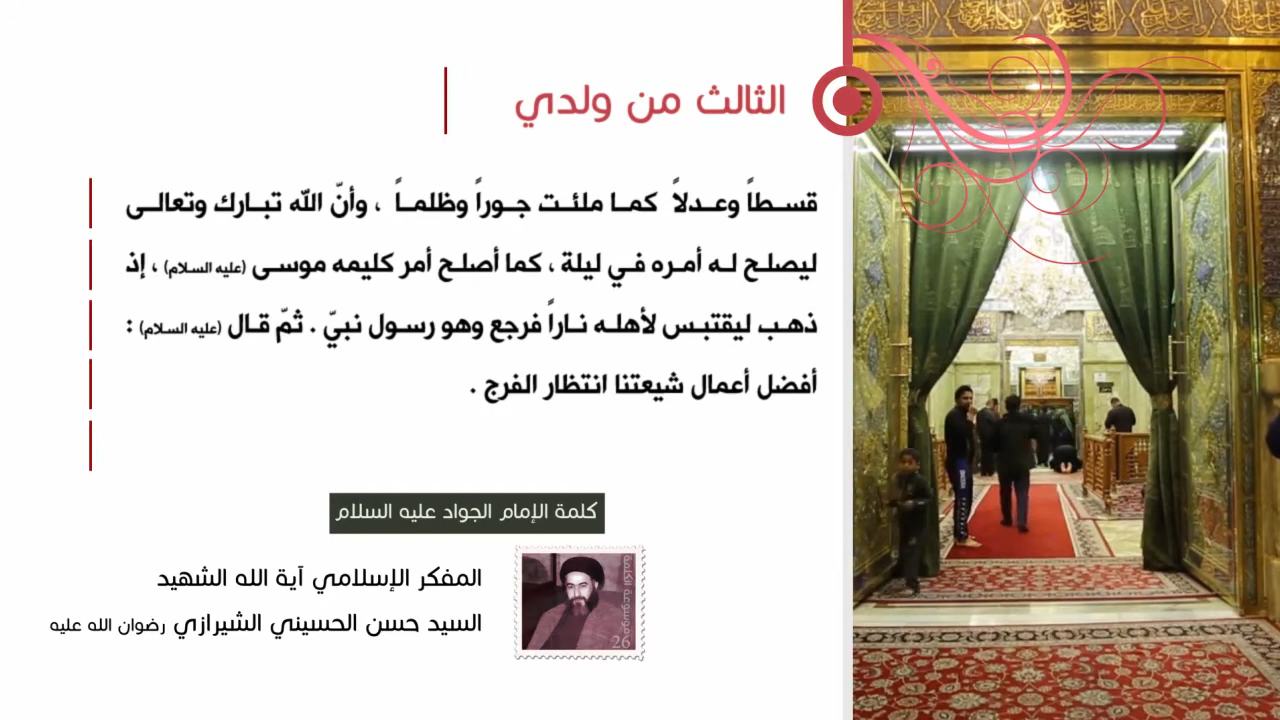 الثالث من ولدي
قسطاً وعدلاً كما ملئت جوراً وظلماً ، وأنّ الله تبارك وتعالى
ليصلح له أمره في ليلة ، كما أصلح أمر كليمه موسى (عليه السلام) ، إذ
ذهب ليقتبس لأهله ناراً فرجع وهو رسول نبيّ . ثمّ قال (عليه السلام) :
أفضل أعمال شيعتنا انتظار الفرج .
كلمة الإمام الجواد عليه السلام
المفكر الإسلامي آية الله الشهيد
السيد حسن الحسيني الشيرازي رضوان الله عليه
موسوعة الكلمة
26